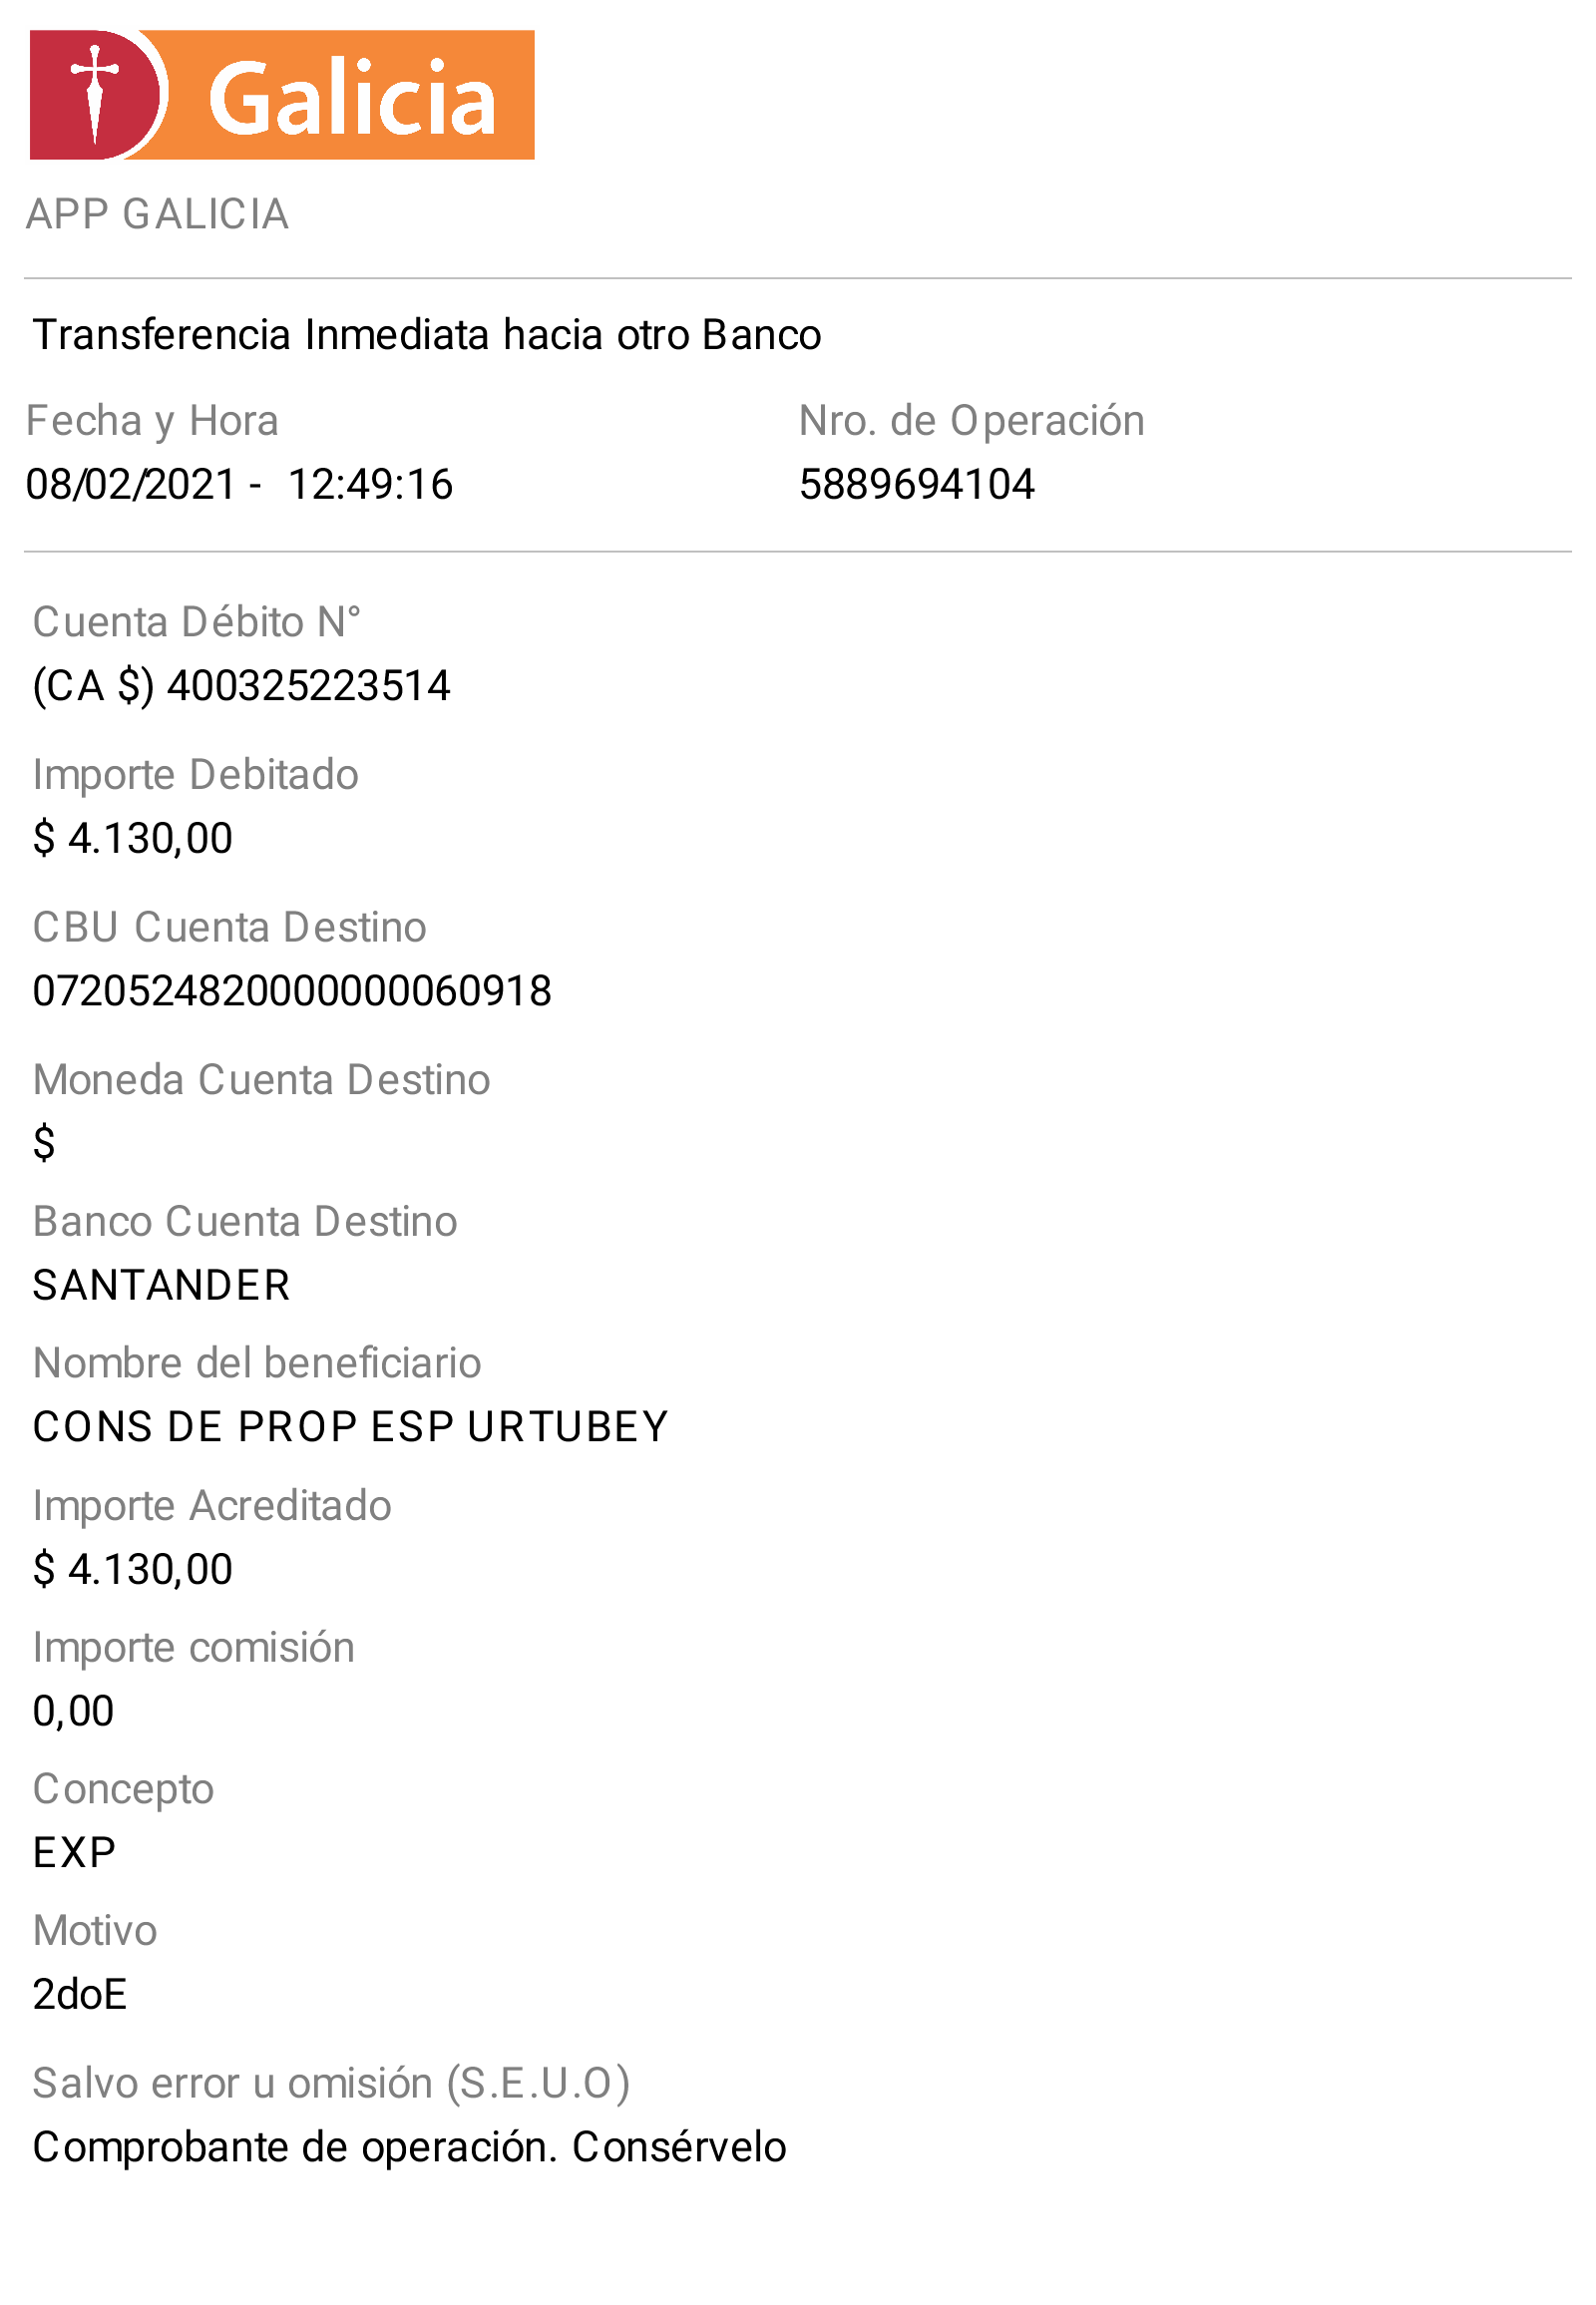 Galicia
APP GALICIA
Transferencia Inmediata hacia otro Banco
Fecha y Hora
08/02/2021 - 12:49:16
Nro. de Operación
5889694104
Cuenta Débito N°
(CA $) 400325223514
Importe Debitado
$ 4.130,00
CBU Cuenta Destino
0720524820000000060918
Moneda Cuenta Destino
$
Banco Cuenta Destino
SANTANDER
Nombre del beneficiario
CONS DE PROP ESP URTUBEY
Importe Acreditado
$ 4.130,00
Importe comisión
0,00
Concepto
EXP
Motivo
2doE
Salvo error u omisión (S.E.U.O)
Comprobante de operación. Consérvelo